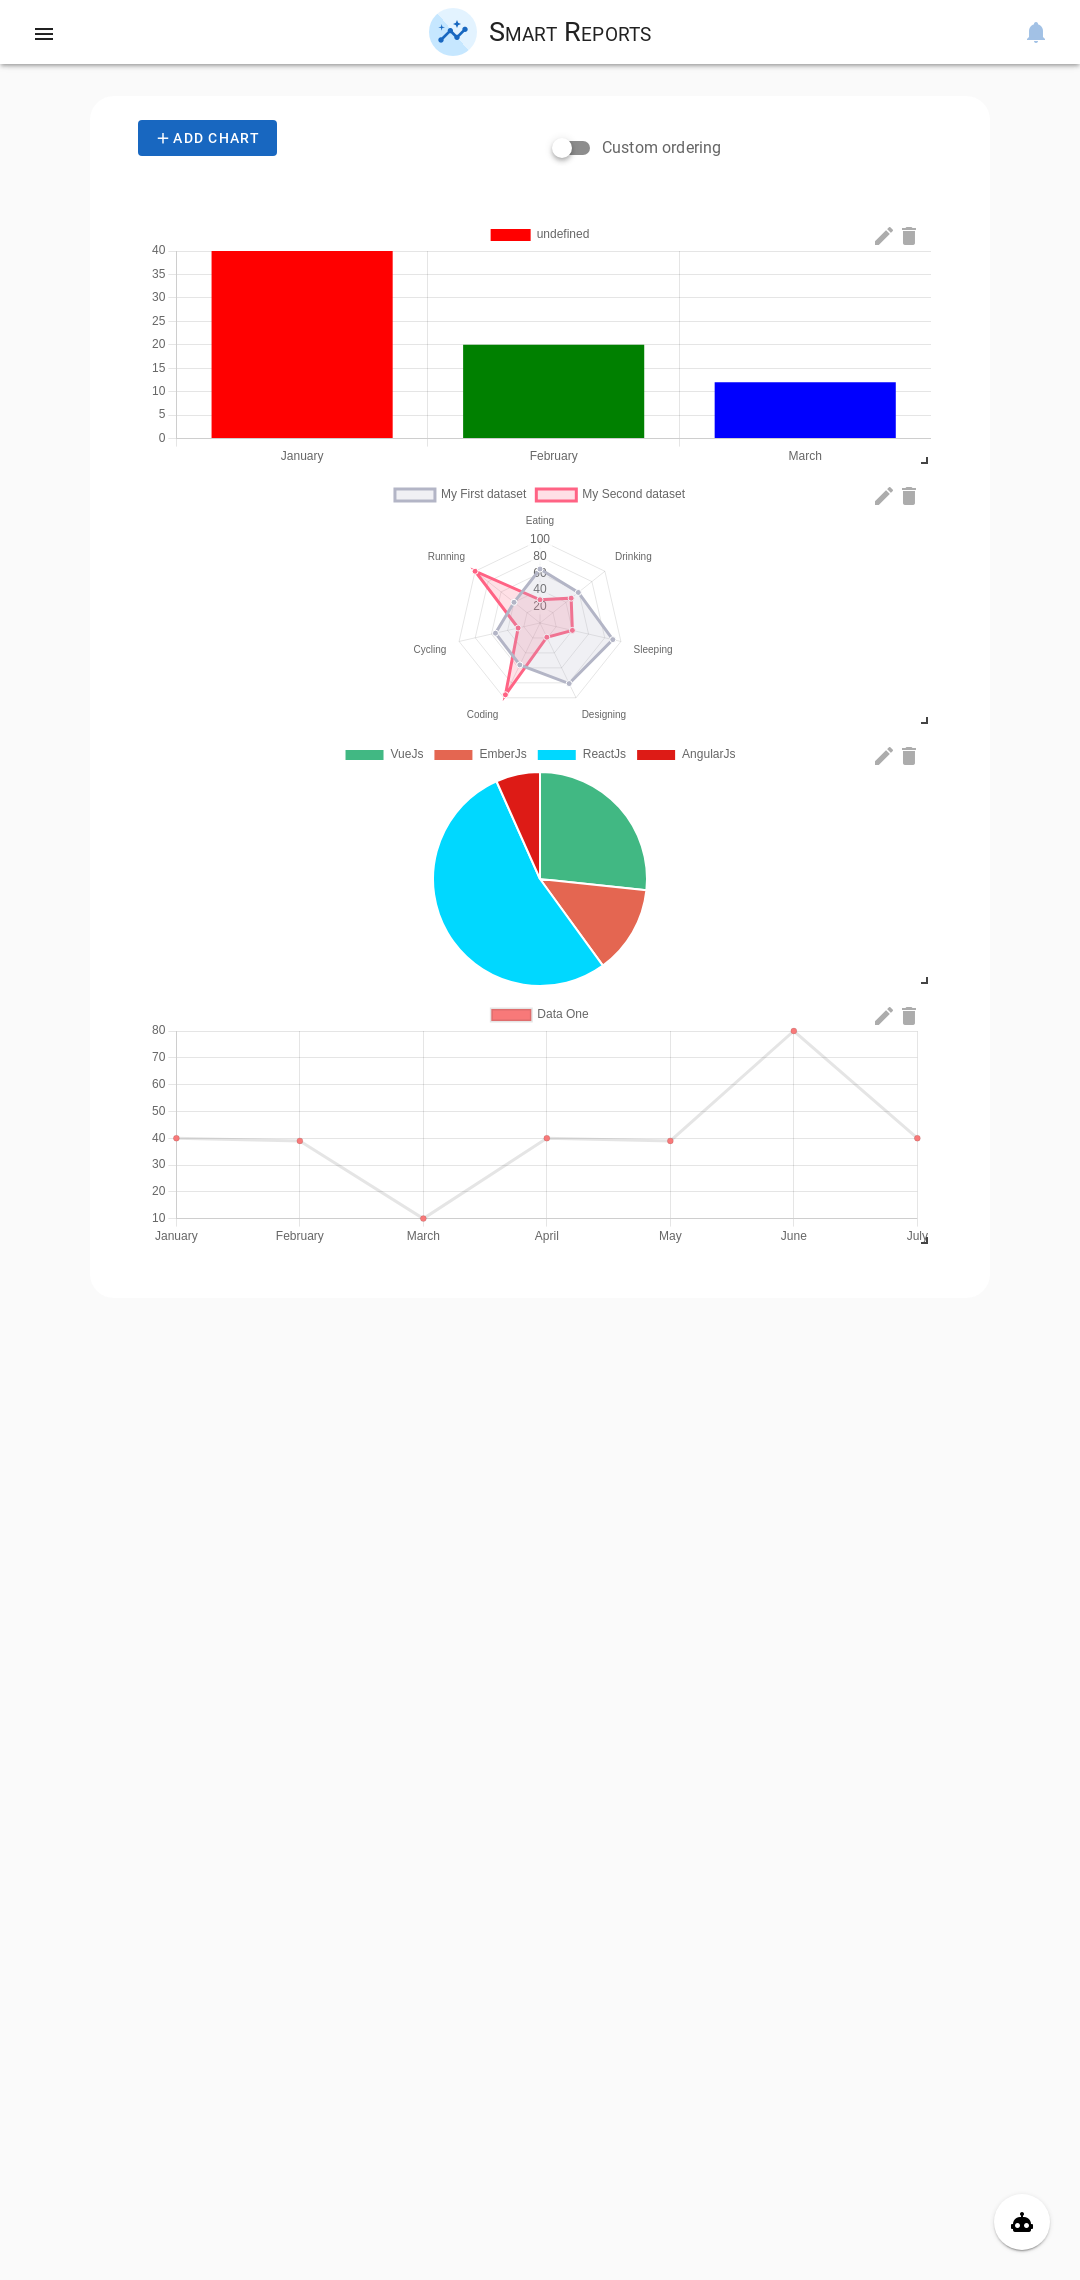 Smart Reports
ADD CHART
Custom ordering
undefined
40
35
30
25
20
15
10
5
0
January February March
My First dataset My Second dataset
Eating
100
Running 80 Drinking
60
40
20
Cycling Sleeping
Coding Designing
VueJs EmberJs ReactJs AngularJs
Data One
80
70
60
50
40
30
20
10
January February March April May June July